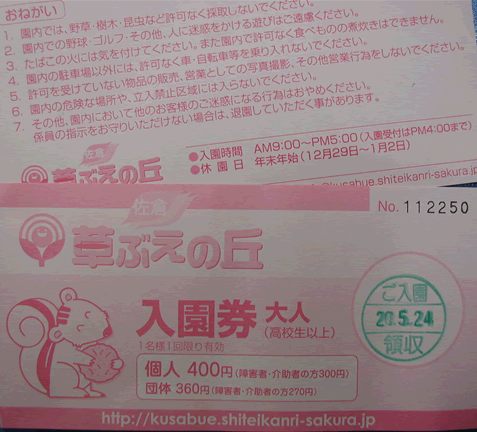 おねがい
1. 園内では、野草・樹木・昆虫など許可なく採取しないでください。
2. 園内での野球・ゴルフ・その他、人に迷惑をかける遊びはご遠慮ください。
3. たばこの火には気を付けてください。また園内で許可なく食べものの煮炊きはできません。
4. 園内の駐車場以外には、許可なく車・自転車等を乗り入れないでください。
5. 許可を受けていない物品の販売、営業としての写真撮影、その他営業行為をしないでください。
6. 園内の危険な場所や、立入禁止区域には入らないでください。
7. その他、園内において他のお客様のご迷惑になる行為はおやめください。
係員の指示をお守りいただけない場合は、退園していただく事があります。
●入園時間 AM9:00～PM5:00(入園受付はPM4:00まで)
●休園日 年末年始(12月29日～1月2日)
佐倉
草ぶえの丘
kusabue.shiteikanri-sakura.jp
No. 112250
佐倉
草ぶえの丘
入園券 大人
(高校生以上)
1名様1回限り有効
ご入園
20.5.24
領収
個人 400円(障害者・介助者の方300円)
団体 360円(障害者・介助者の方270円)
http://kusabue.shiteikanri-sakura.jp